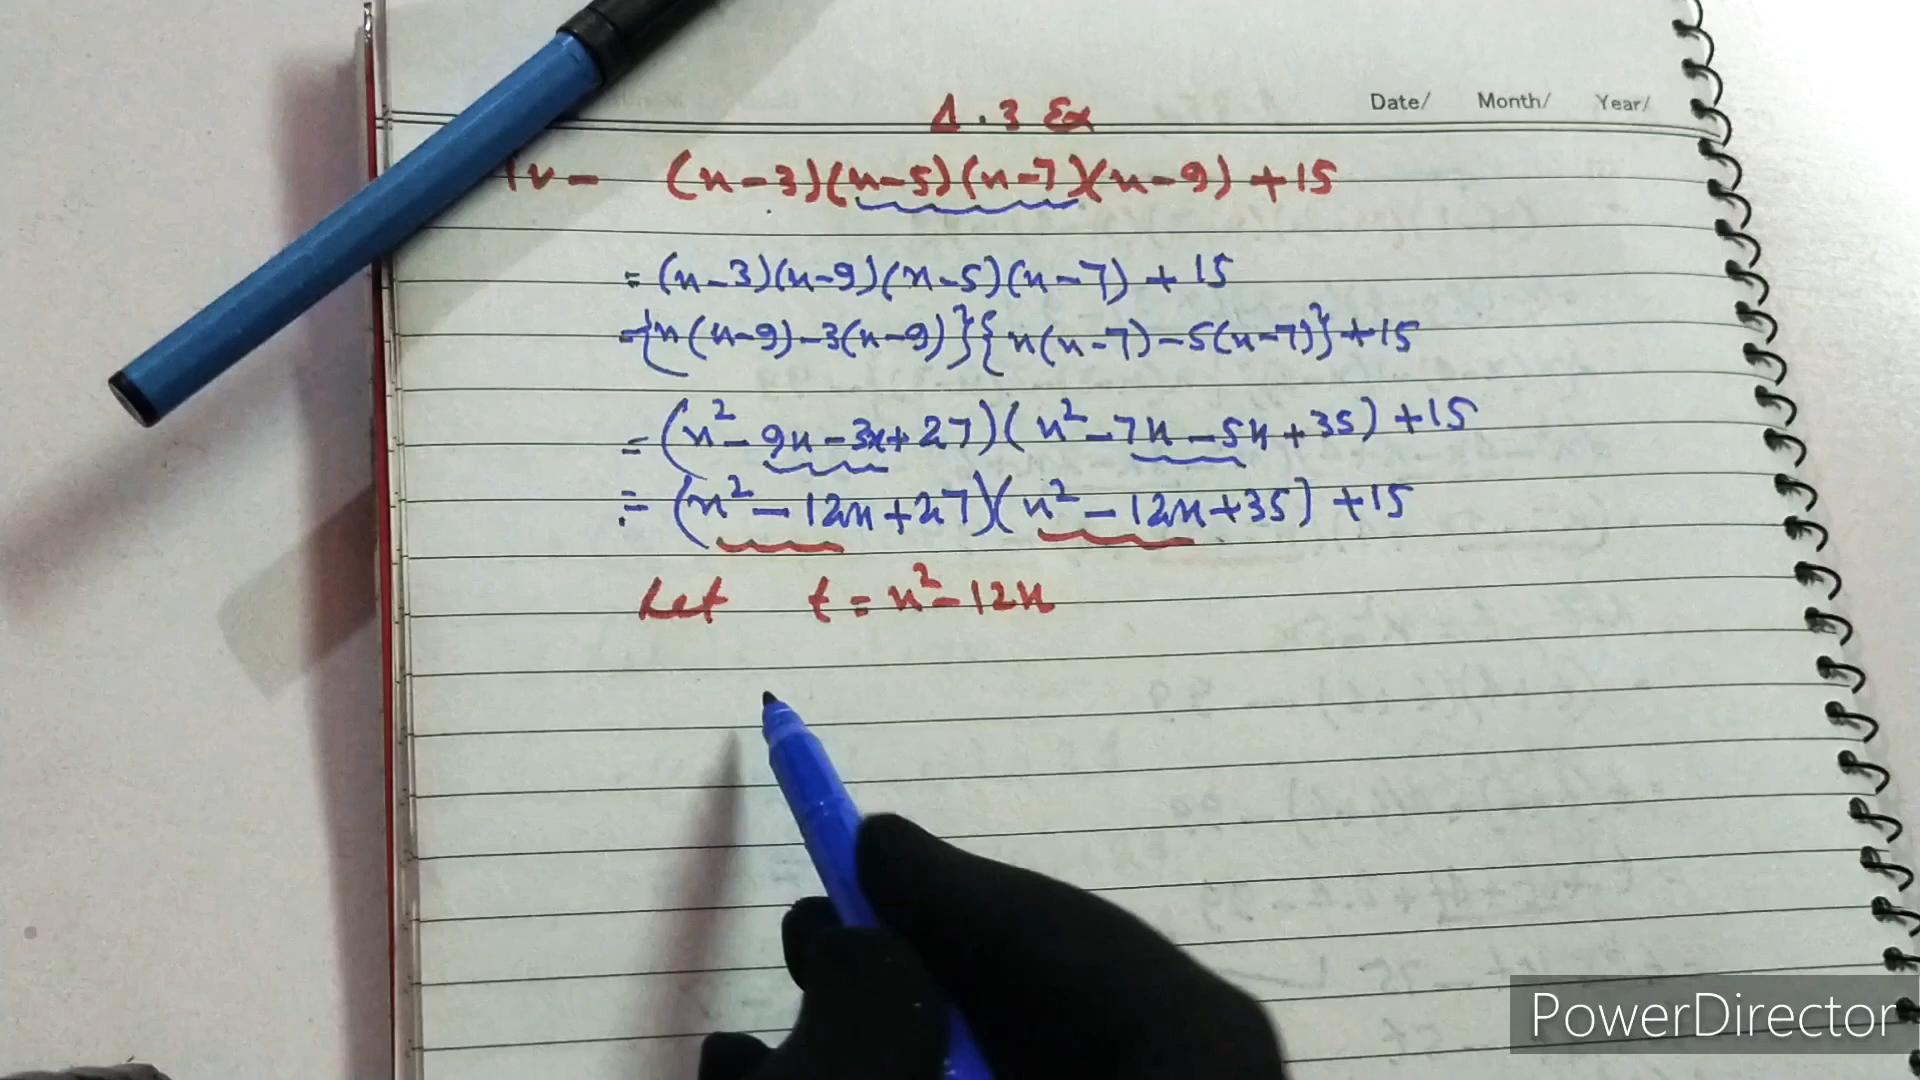 Date/ Month/ Year/
1.3 Ex
iv- (x-3)(x-5)(x-7)(x-9)+15
= (x-3)(x-9)(x-5)(x-7) + 15
={x(x-9)-3(x-9)}{x(x-7)-5(x-7)}+15
= (x²-9x-3x+27)(x²-7x-5x+35)+15
= (x²-12x+27)(x²-12x+35)+15
Let t = x²-12x
PowerDirector